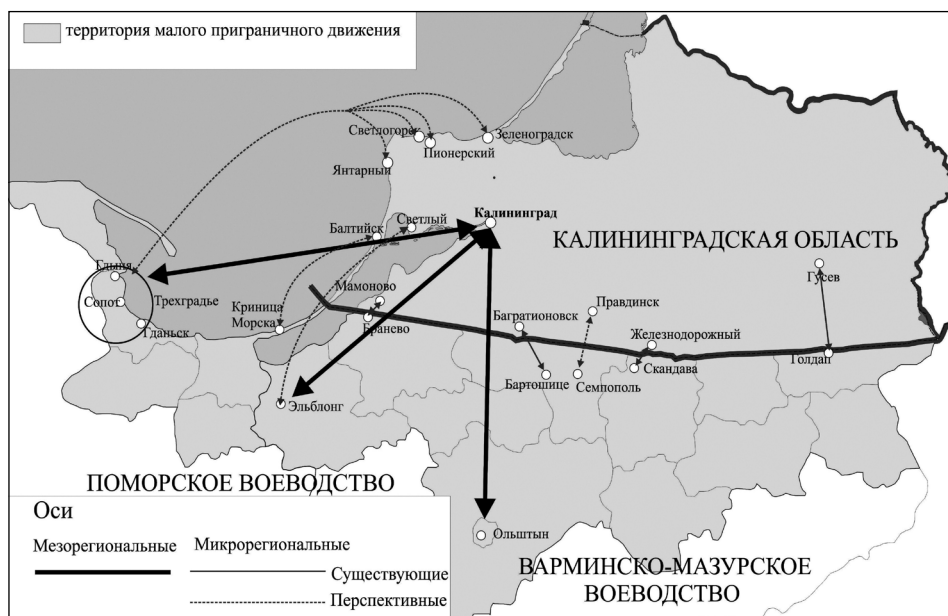 территория малого приграничного движения
Светлогорс
Пионерский
Зеленоградск
Янтарный
Светлый
Калининград
Балтийск
КАЛИНИНГРАДСКАЯ ОБЛАСТЬ
Гусев
Гдыня
Сопот
Трехградье
Гданьск
Мамоново
Криница
Морска
Бранево
Багратионовск
Правдинск
Железнодорожный
Голдап
Скандава
Бартошице
Семпополь
Эльблонг
ПОМОРСКОЕ ВОЕВОДСТВО
Ольштын
ВАРМИНСКО-МАЗУРСКОЕ
ВОЕВОДСТВО
Оси
Мезорегиональные
Микрорегиональные
Существующие
Перспективные